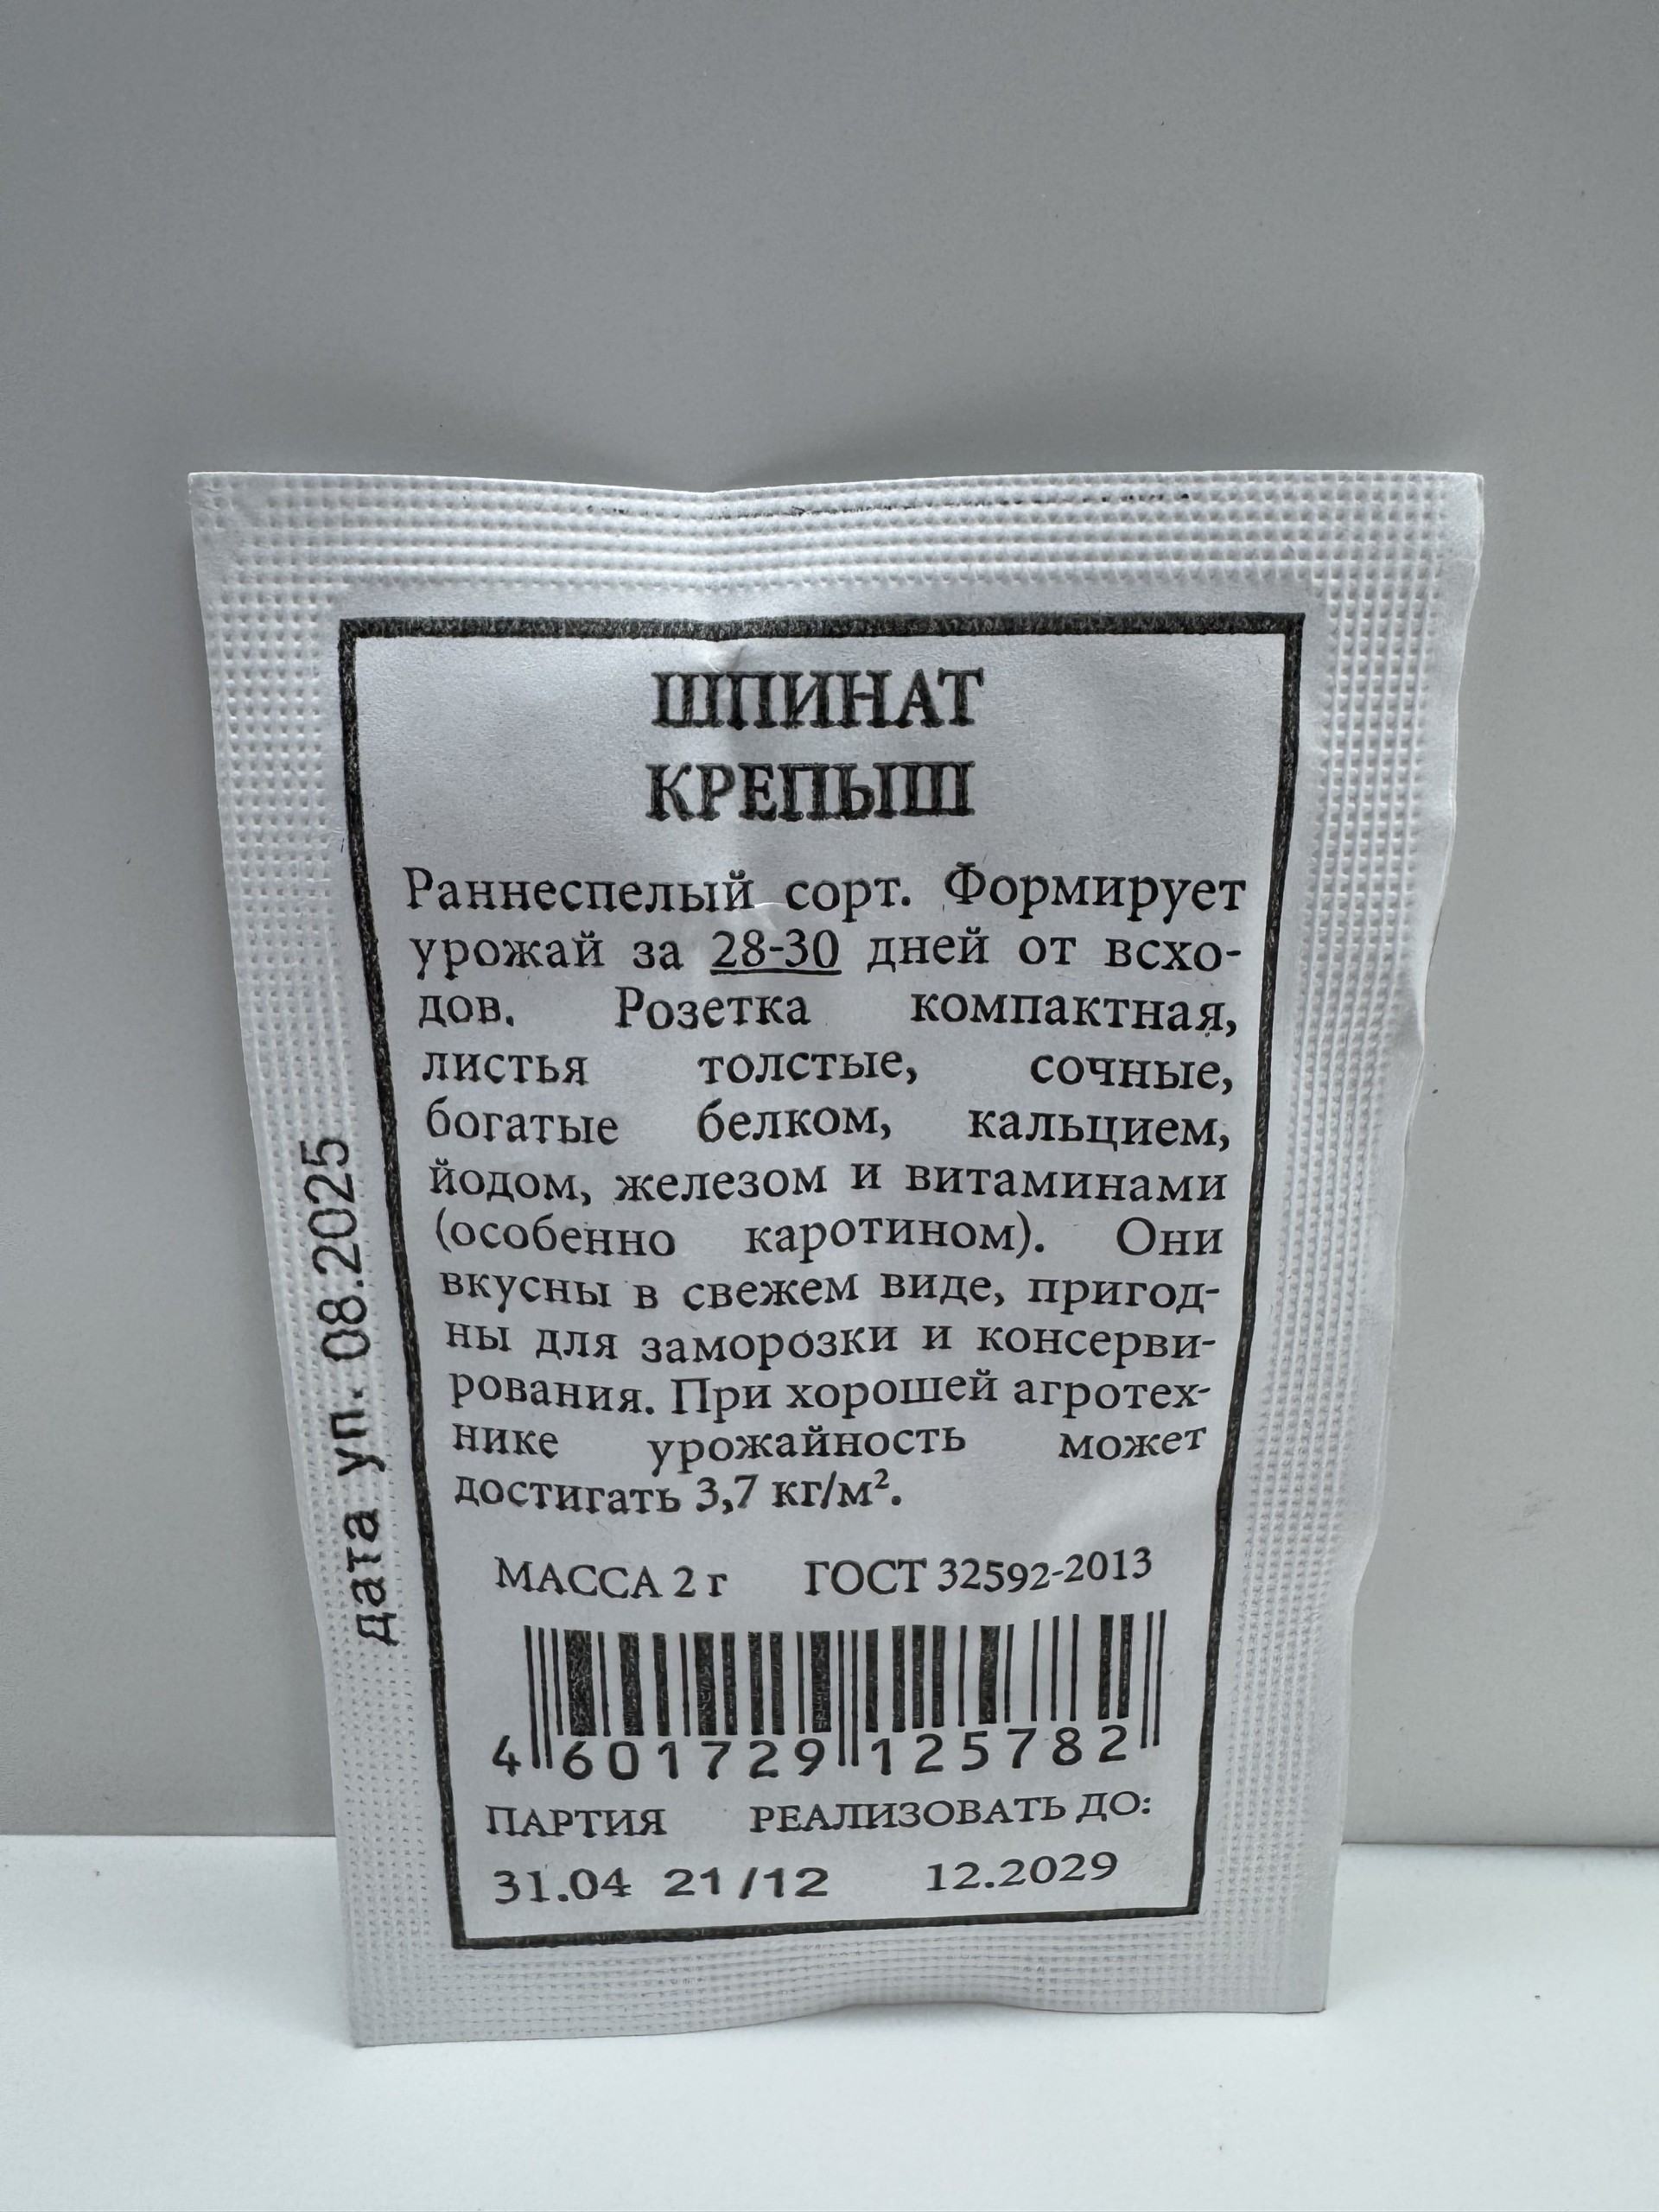 ШПИНАТ
КРЕПЫШ
Раннеспелый сорт. Формирует
урожай за 28-30 дней от всхо-
дов. Розетка компактная,
листья толстые, сочные,
богатые белком, кальцием,
йодом, железом и витаминами
(особенно каротином). Они
вкусны в свежем виде, пригод-
ны для заморозки и консерви-
рования. При хорошей агротех-
нике урожайность может
достигать 3,7 кг/м².
МАССА 2 г ГОСТ 32592-2013
4 601729 125782
ПАРТИЯ РЕАЛИЗОВАТЬ ДО:
31.04 21/12 12.2029
дата уп. 08.2025